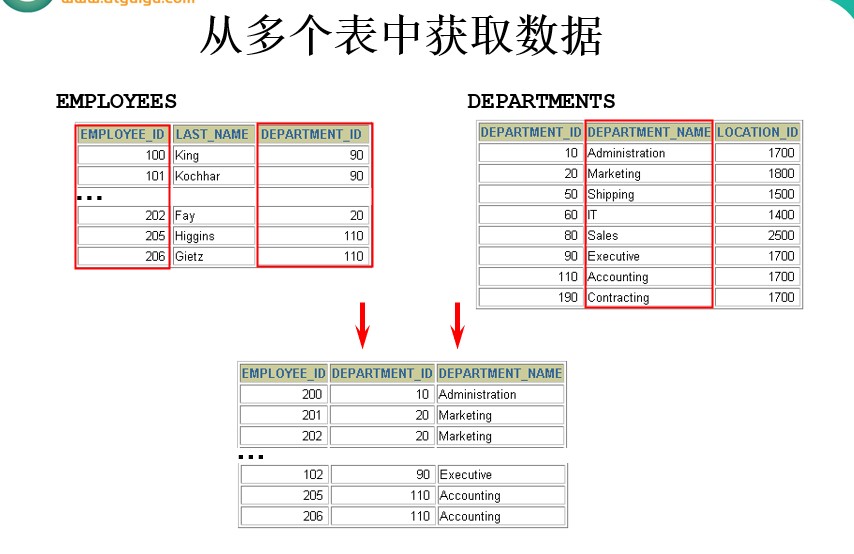 www.atguigu.com
从多个表中获取数据
EMPLOYEES
EMPLOYEE_ID LAST_NAME DEPARTMENT_ID
100 King 90
101 Kochhar 90
...
202 Fay 20
205 Higgins 110
206 Gietz 110
DEPARTMENTS
DEPARTMENT_ID DEPARTMENT_NAME LOCATION_ID
10 Administration 1700
20 Marketing 1800
50 Shipping 1500
60 IT 1400
80 Sales 2500
90 Executive 1700
110 Accounting 1700
190 Contracting 1700
EMPLOYEE_ID DEPARTMENT_ID DEPARTMENT_NAME
200 10 Administration
201 20 Marketing
202 20 Marketing
...
102 90 Executive
205 110 Accounting
206 110 Accounting